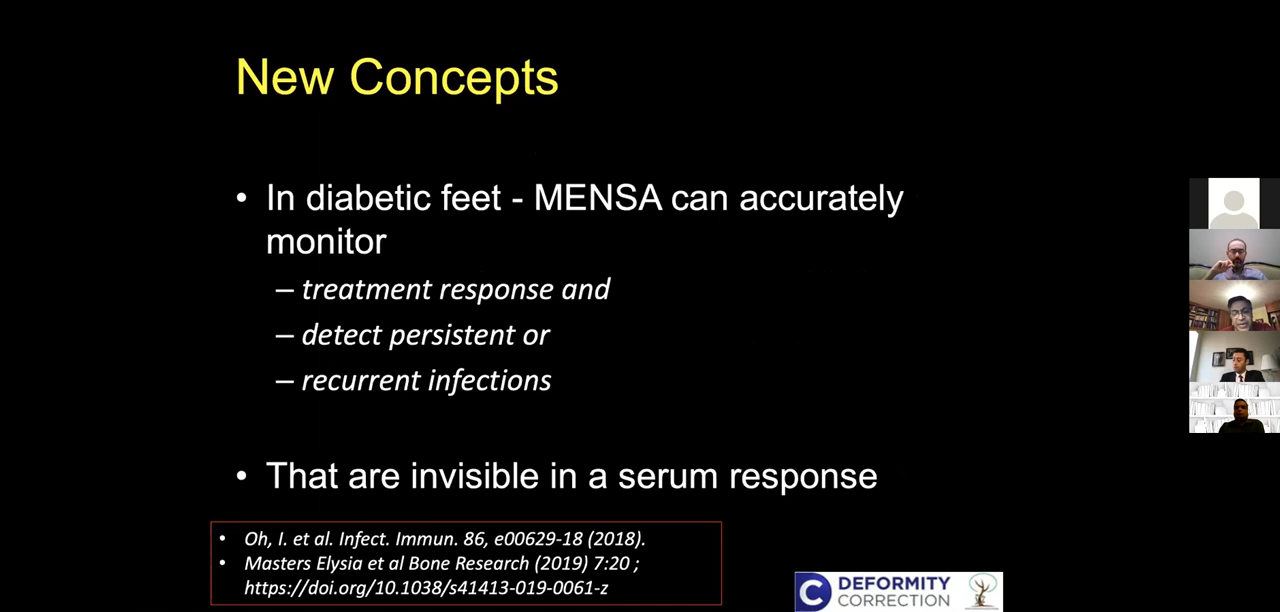 New Concepts
• In diabetic feet - MENSA can accurately
monitor
– treatment response and
– detect persistent or
– recurrent infections
• That are invisible in a serum response
• Oh, I. et al. Infect. Immun. 86, e00629-18 (2018).
• Masters Elysia et al Bone Research (2019) 7:20 ;
https://doi.org/10.1038/s41413-019-0061-z
C DEFORMITY
CORRECTION